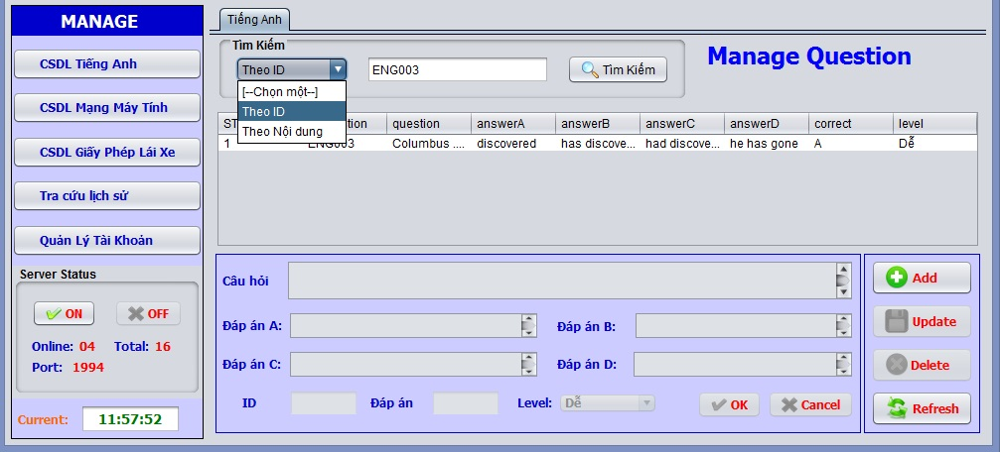 MANAGE
CSDL Tiếng Anh
CSDL Mạng Máy Tính
CSDL Giấy Phép Lái Xe
Tra cứu lịch sử
Quản Lý Tài Khoản
Server Status
ON OFF
Online: 04 Total: 16
Port: 1994
Current: 11:57:52
Tiếng Anh
Tìm Kiếm
Theo ID ENG003 Tìm Kiếm
Manage Question
[--Chọn một--]
Theo ID
Theo Nội dung
question answerA answerB answerC answerD correct level
1 ENG003 Columbus .... discovered has discove... had discove... he has gone A Dễ
Câu hỏi
Đáp án A: Đáp án B:
Đáp án C: Đáp án D:
ID Đáp án Level: Dễ OK Cancel
Add
Update
Delete
Refresh